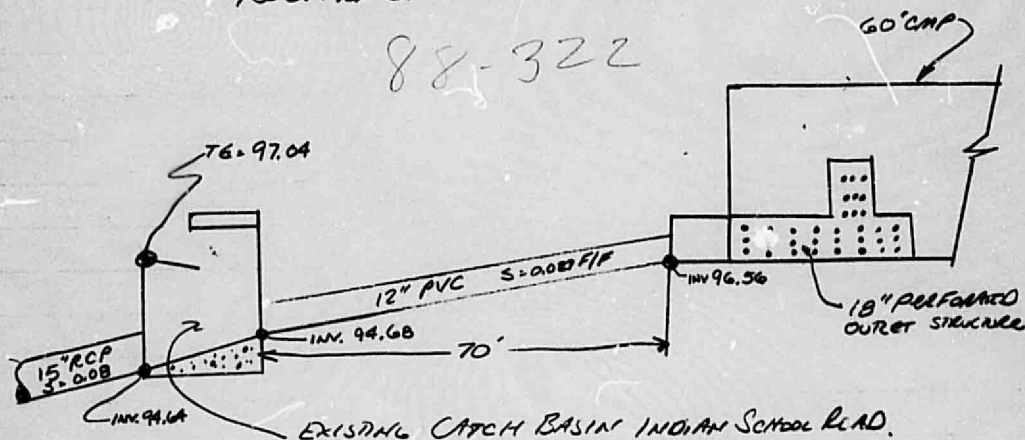 88-322
60" CMP
TG = 97.04
12" PVC S = 0.027 F/F
INV 96.56
18" PERFORATED
OUTLET STRUCTURE
INV. 94.68
70'
15" RCP
S = 0.08
INV. 94.64
EXISTING CATCH BASIN INDIAN SCHOOL ROAD.